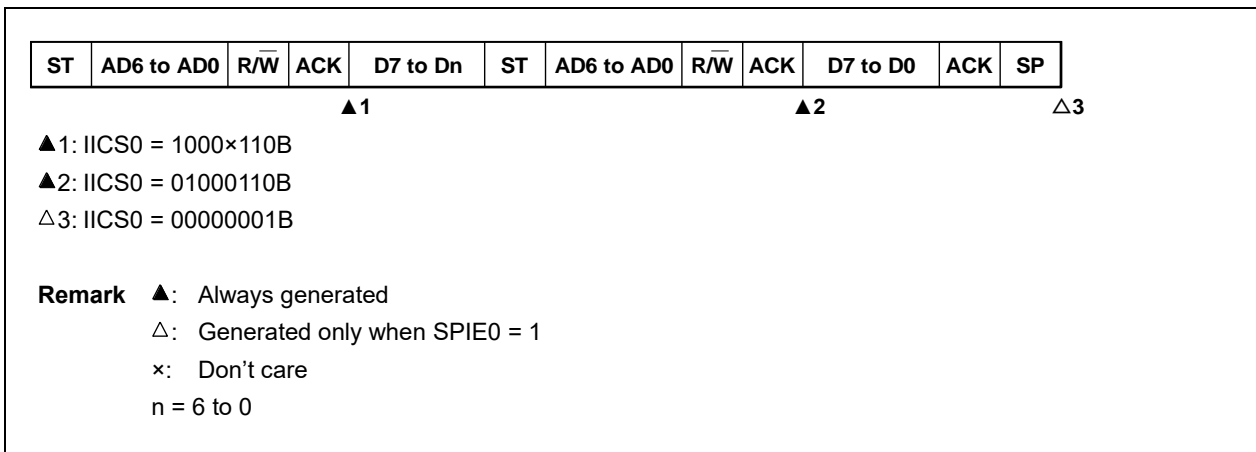 ST AD6 to AD0 R/W̅ ACK D7 to Dn ST AD6 to AD0 R/W̅ ACK D7 to D0 ACK SP
▲1 ▲2 △3
▲1: IICS0 = 1000×110B
▲2: IICS0 = 01000110B
△3: IICS0 = 00000001B
Remark ▲: Always generated
△: Generated only when SPIE0 = 1
×: Don’t care
n = 6 to 0